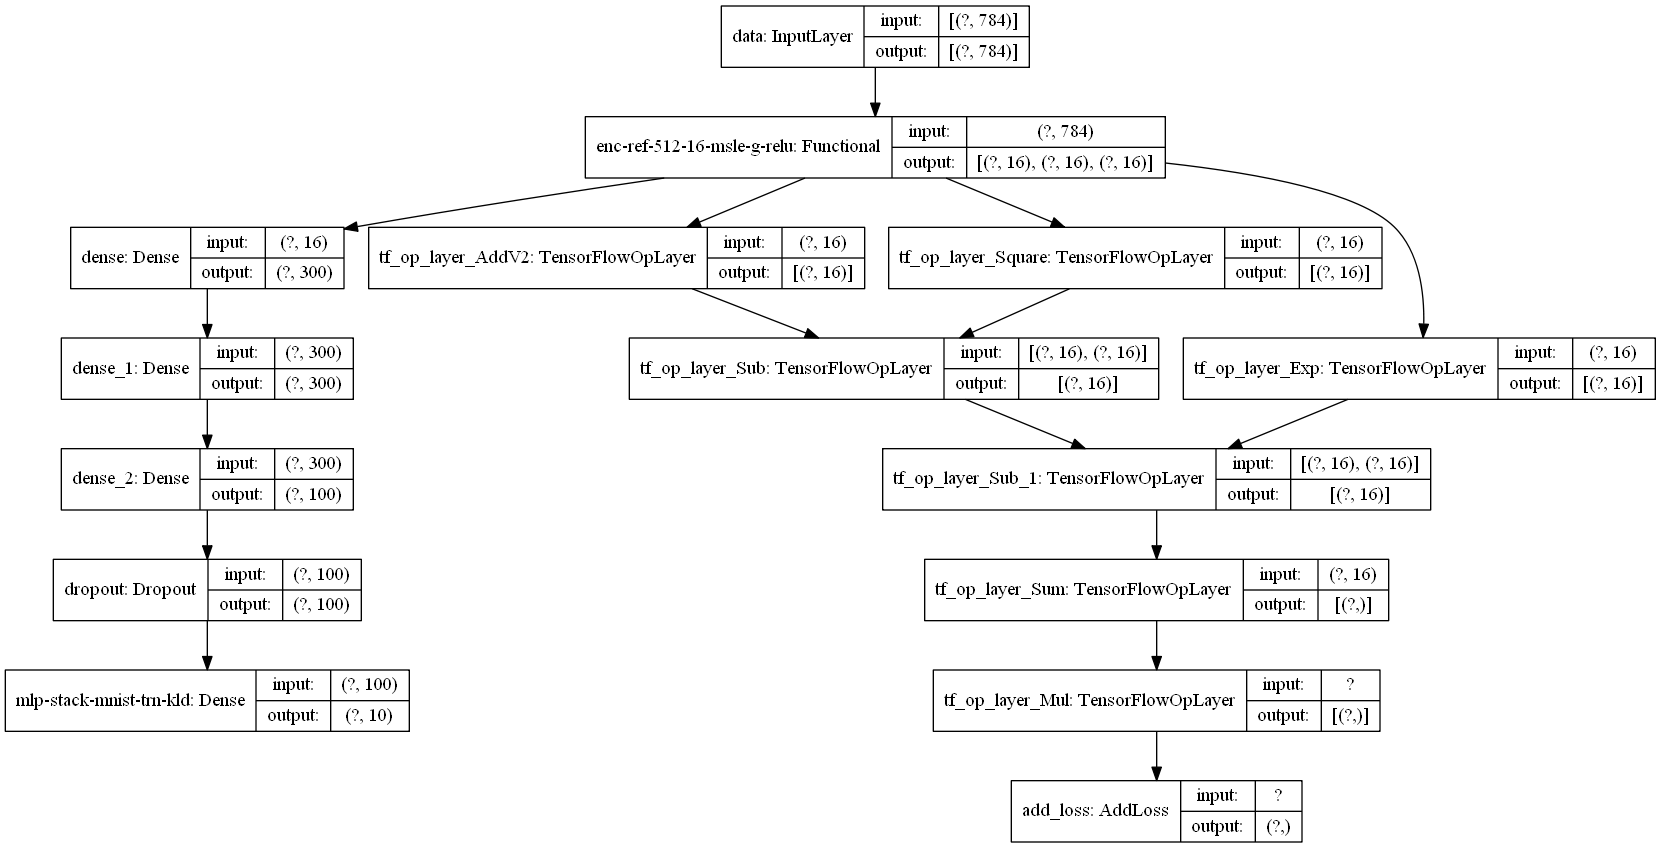 data: InputLayer
input: [(?, 784)]
output: [(?, 784)]
enc-ref-512-16-msle-g-relu: Functional
input: (?, 784)
output: [(?, 16), (?, 16), (?, 16)]
dense: Dense
input: (?, 16)
output: (?, 300)
tf_op_layer_AddV2: TensorFlowOpLayer
input: (?, 16)
output: [(?, 16)]
tf_op_layer_Square: TensorFlowOpLayer
input: (?, 16)
output: [(?, 16)]
dense_1: Dense
input: (?, 300)
output: (?, 300)
tf_op_layer_Sub: TensorFlowOpLayer
input: [(?, 16), (?, 16)]
output: [(?, 16)]
tf_op_layer_Exp: TensorFlowOpLayer
input: (?, 16)
output: [(?, 16)]
dense_2: Dense
input: (?, 300)
output: (?, 100)
tf_op_layer_Sub_1: TensorFlowOpLayer
input: [(?, 16), (?, 16)]
output: [(?, 16)]
dropout: Dropout
input: (?, 100)
output: (?, 100)
tf_op_layer_Sum: TensorFlowOpLayer
input: (?, 16)
output: [(?,)]
mlp-stack-mnist-trn-kld: Dense
input: (?, 100)
output: (?, 10)
tf_op_layer_Mul: TensorFlowOpLayer
input: ?
output: [(?,)]
add_loss: AddLoss
input: ?
output: (?,)